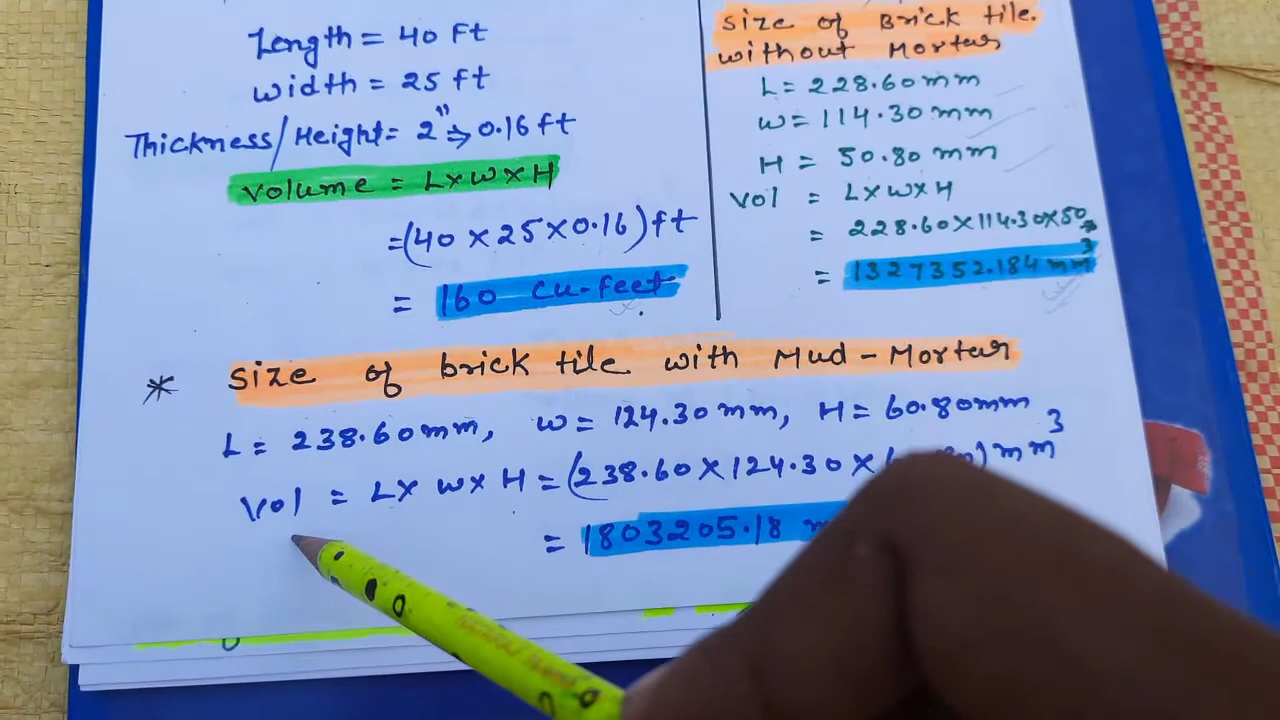 Length = 40 Ft
width = 25 ft
Thickness/Height = 2" ⇒ 0.16 ft
Volume = L×W×H
=(40 × 25 × 0.16) ft
= 160 cu-feet
Size of Brick tile.
without Mortar
L = 228.60 mm
W = 114.30 mm
H = 50.80 mm
Vol = L×W×H
= 228.60×114.30×50
= 1327352.184 mm³
* Size of brick tile with Mud-Mortar
L = 238.60mm, W = 124.30 mm, H = 60.80mm
Vol = L× W× H = (238.60 × 124.30 × ) mm³
= 1803205.18